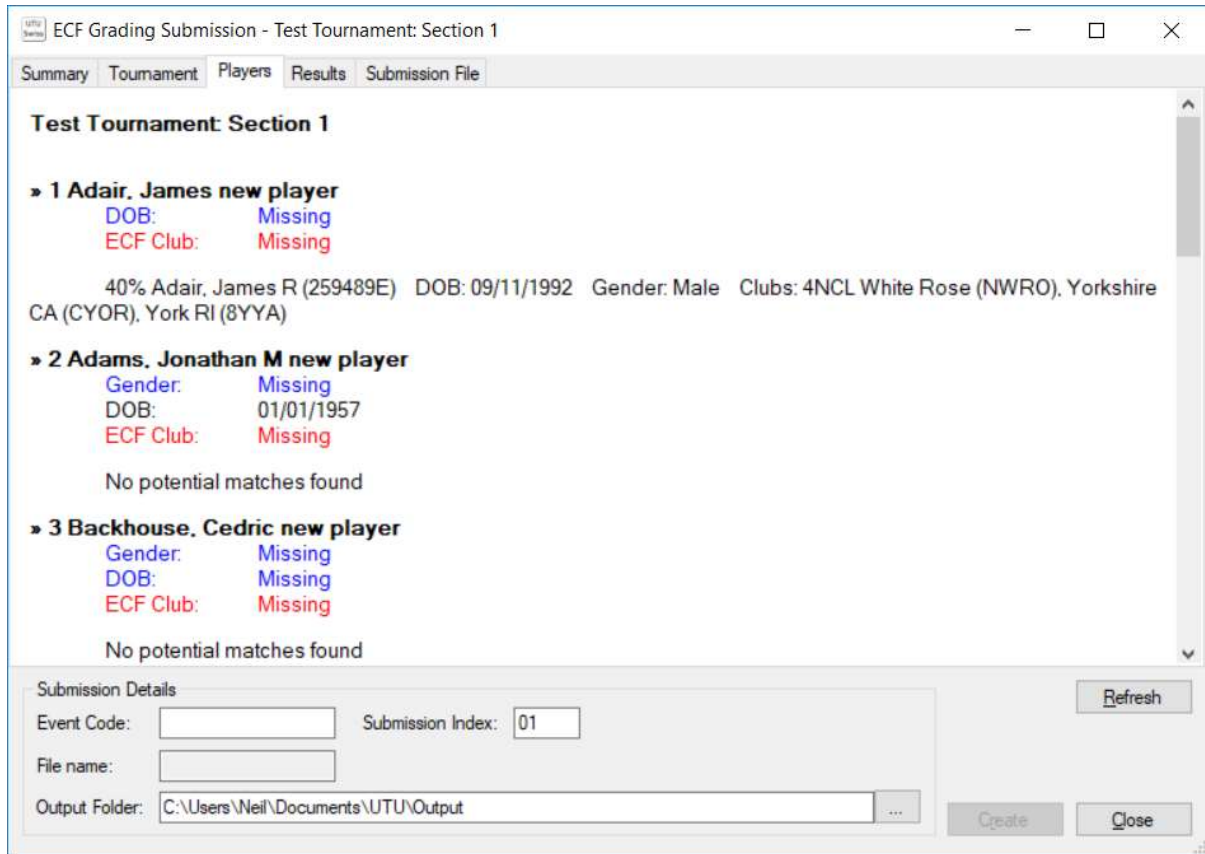 UTU Swiss ECF Grading Submission - Test Tournament: Section 1
Summary Tournament Players Results Submission File
Test Tournament: Section 1
» 1 Adair, James new player
DOB: Missing
ECF Club: Missing
40% Adair, James R (259489E) DOB: 09/11/1992 Gender: Male Clubs: 4NCL White Rose (NWRO), Yorkshire
CA (CYOR), York RI (8YYA)
» 2 Adams, Jonathan M new player
Gender: Missing
DOB: 01/01/1957
ECF Club: Missing
No potential matches found
» 3 Backhouse, Cedric new player
Gender: Missing
DOB: Missing
ECF Club: Missing
No potential matches found
Submission Details
Refresh
Event Code: Submission Index: 01
File name:
Output Folder: C:\Users\Neil\Documents\UTU\Output ...
Create Close